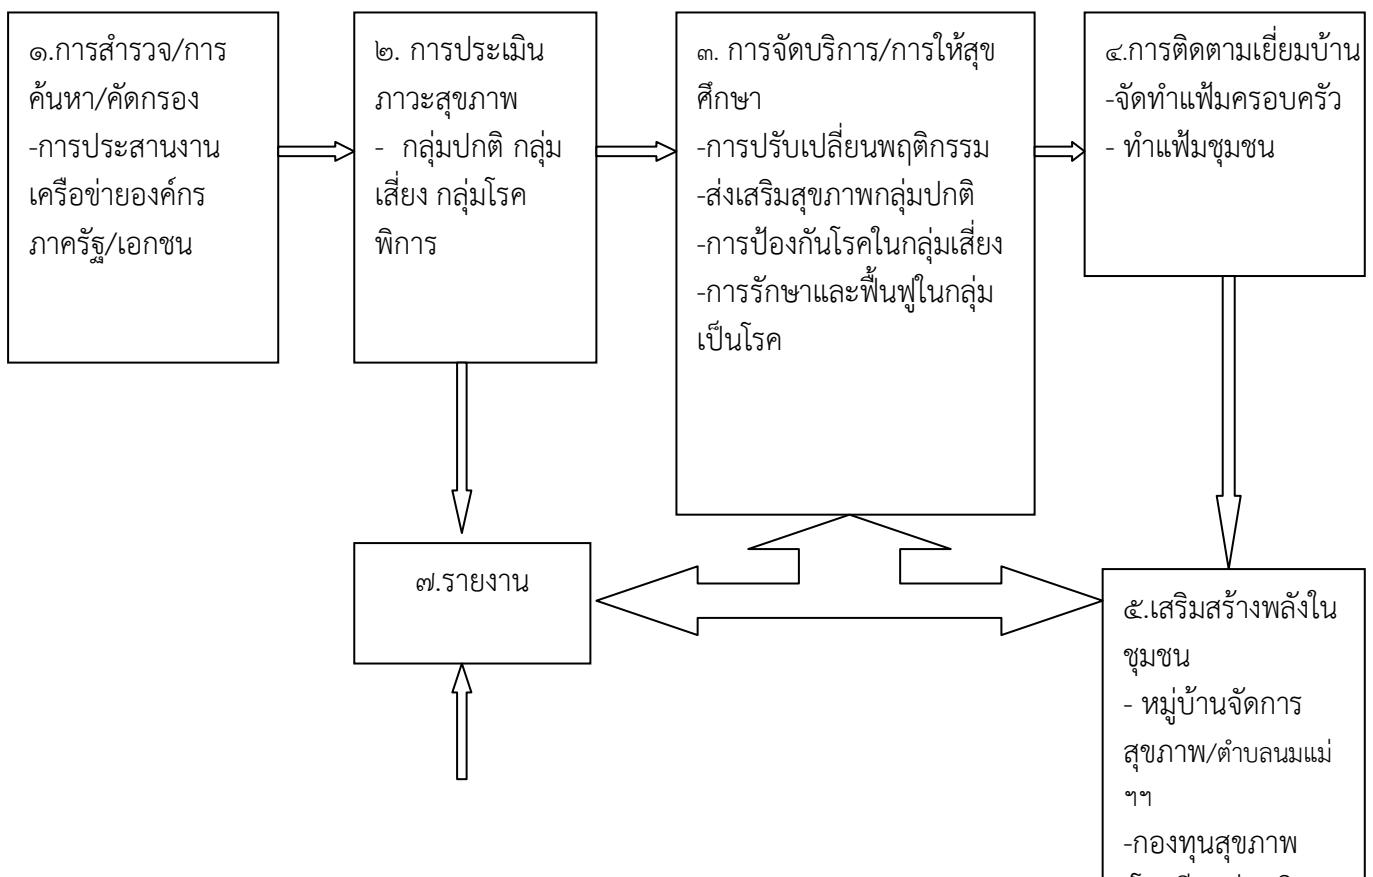 ๑.การสำรวจ/การ
ค้นหา/คัดกรอง
-การประสานงาน
เครือข่ายองค์กร
ภาครัฐ/เอกชน
๒. การประเมิน
ภาวะสุขภาพ
- กลุ่มปกติ กลุ่ม
เสี่ยง กลุ่มโรค
พิการ
๓. การจัดบริการ/การให้สุข
ศึกษา
-การปรับเปลี่ยนพฤติกรรม
-ส่งเสริมสุขภาพกลุ่มปกติ
-การป้องกันโรคในกลุ่มเสี่ยง
-การรักษาและฟื้นฟูในกลุ่ม
เป็นโรค
๔.การติดตามเยี่ยมบ้าน
-จัดทำแฟ้มครอบครัว
- ทำแฟ้มชุมชน
๗.รายงาน
๕.เสริมสร้างพลังใน
ชุมชน
- หมู่บ้านจัดการ
สุขภาพ/ตำบลนมแม่
ฯฯ
-กองทุนสุขภาพ